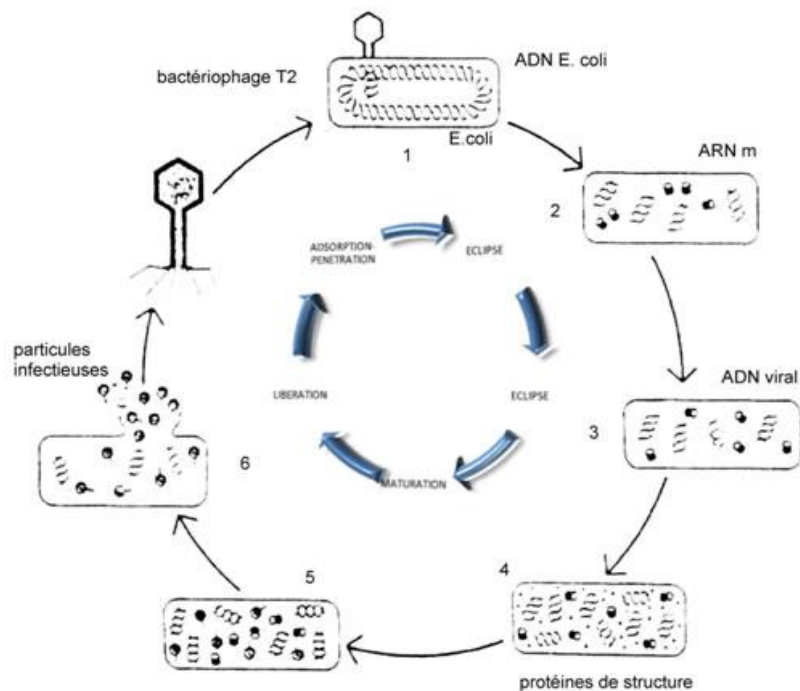 bactériophage T2
ADN E. coli
E.coli
1
ARN m
2
ADSORPTION-
PENETRATION
ECLIPSE
particules
infectieuses
ADN viral
LIBERATION
ECLIPSE
3
6
MATURATION
5
4
protéines de structure